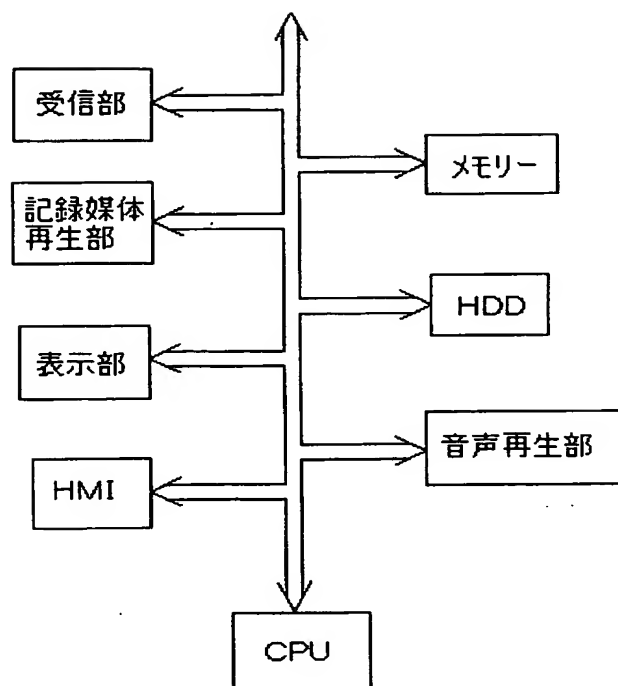 受信部
メモリー
記録媒体
再生部
HDD
表示部
音声再生部
HMI
CPU